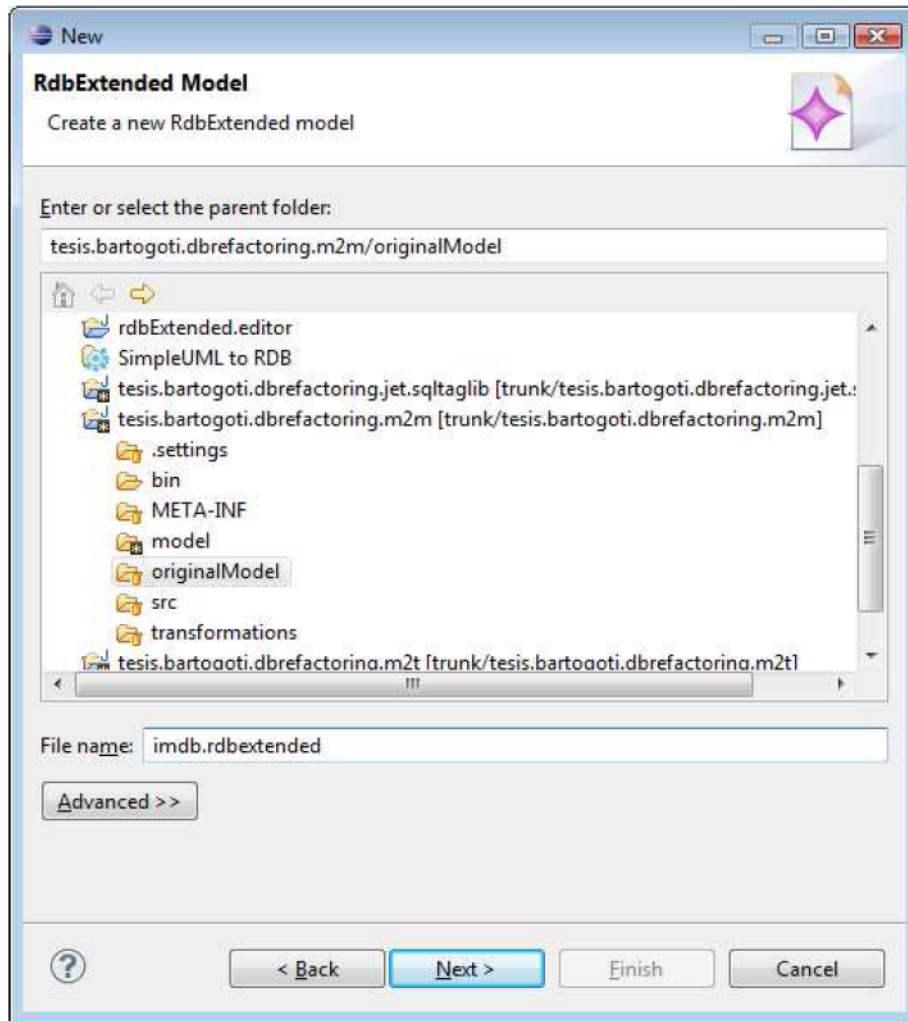 New
RdbExtended Model
Create a new RdbExtended model
Enter or select the parent folder:
tesis.bartogoti.dbrefactoring.m2m/originalModel
rdbExtended.editor
SimpleUML to RDB
tesis.bartogoti.dbrefactoring.jet.sqltaglib [trunk/tesis.bartogoti.dbrefactoring.jet.s
tesis.bartogoti.dbrefactoring.m2m [trunk/tesis.bartogoti.dbrefactoring.m2m]
.settings
bin
META-INF
model
originalModel
src
transformations
tesis.bartogoti.dbrefactoring.m2t [trunk/tesis.bartogoti.dbrefactoring.m2t]
File name: imdb.rdbextended
Advanced >>
< Back Next > Finish Cancel